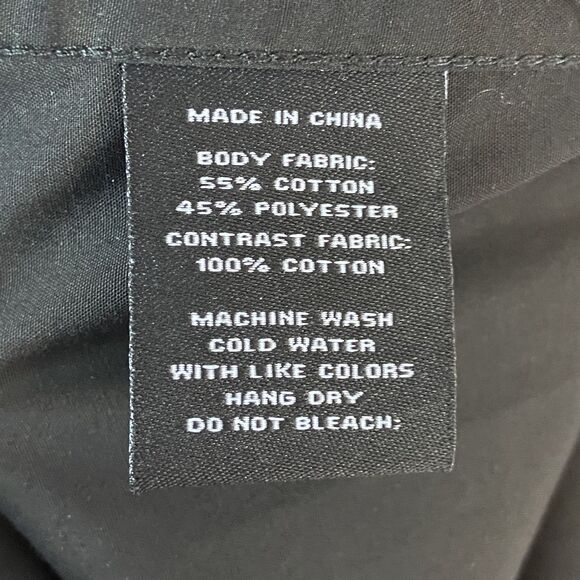 MADE IN CHINA
BODY FABRIC:
55% COTTON
45% POLYESTER
CONTRAST FABRIC:
100% COTTON
MACHINE WASH
COLD WATER
WITH LIKE COLORS
HANG DRY
DO NOT BLEACH;